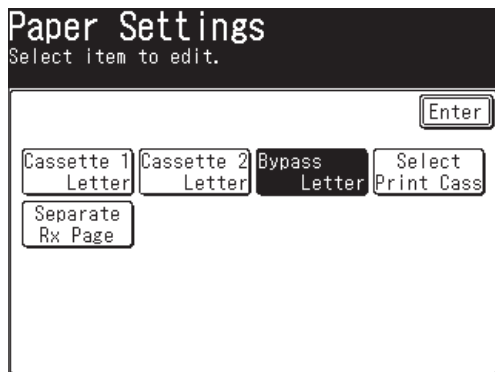 Paper Settings
Select item to edit.
Enter
Cassette 1 Cassette 2 Bypass Select
Letter Letter Letter Print Cass
Separate
Rx Page